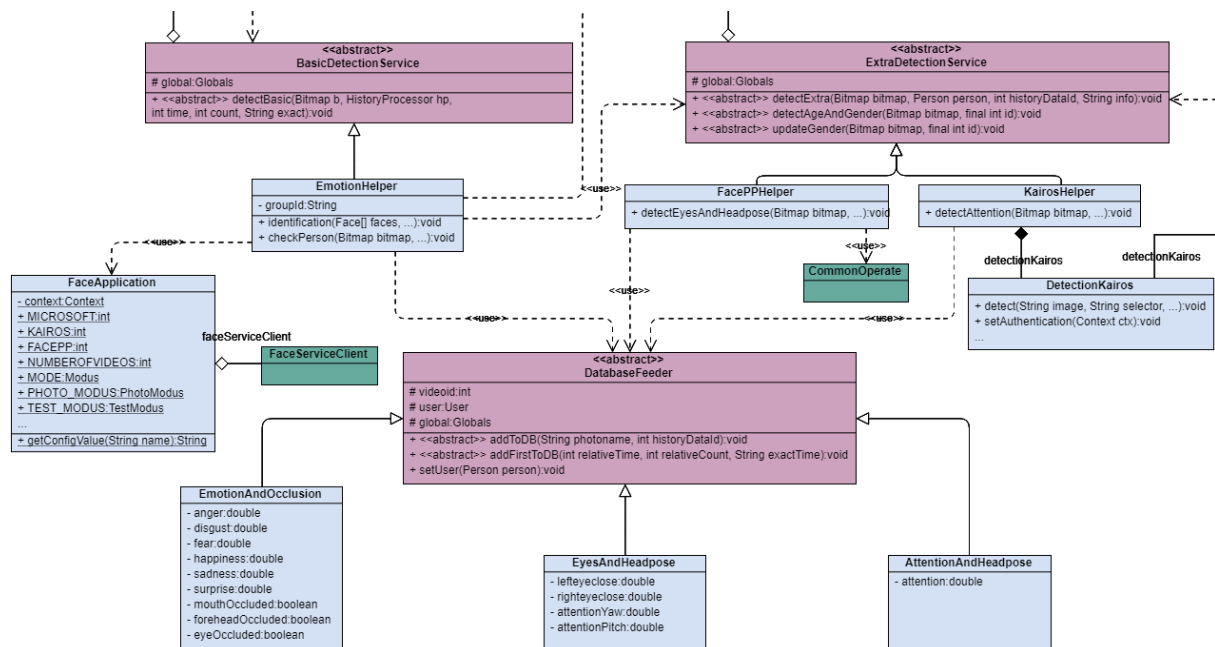 <<abstract>>
BasicDetectionService
# global:Globals
+ <<abstract>> detectBasic(Bitmap b, HistoryProcessor hp,
int time, int count, String exact):void
<<abstract>>
ExtraDetectionService
# global:Globals
+ <<abstract>> detectExtra(Bitmap bitmap, Person person, int historyDataId, String info):void
+ <<abstract>> detectAgeAndGender(Bitmap bitmap, final int id):void
+ <<abstract>> updateGender(Bitmap bitmap, final int id):void
<<use>>
EmotionHelper
- groupId:String
+ identification(Face[] faces, ...):void
+ checkPerson(Bitmap bitmap, ...):void
FacePPHelper
+ detectEyesAndHeadpose(Bitmap bitmap, ...):void
KairosHelper
+ detectAttention(Bitmap bitmap, ...):void
<<use>>
<<use>>
CommonOperate
detectionKairos
detectionKairos
DetectionKairos
+ detect(String image, String selector, ...):void
+ setAuthentication(Context ctx):void
...
FaceApplication
- context:Context
+ MICROSOFT:int
+ KAIROS:int
+ FACEPP:int
+ NUMBEROFVIDEOS:int
+ MODE:Modus
+ PHOTO_MODUS:PhotoModus
+ TEST_MODUS:TestModus
...
+ getConfigValue(String name):String
faceServiceClient
FaceServiceClient
<<use>>
<<use>>
<<use>>
<<abstract>>
DatabaseFeeder
# videoid:int
# user:User
# global:Globals
+ <<abstract>> addToDB(String photoname, int historyDataId):void
+ <<abstract>> addFirstToDB(int relativeTime, int relativeCount, String exactTime):void
+ setUser(Person person):void
EmotionAndOcclusion
- anger:double
- disgust:double
- fear:double
- happiness:double
- sadness:double
- surprise:double
- mouthOccluded:boolean
- foreheadOccluded:boolean
- eyeOccluded:boolean
EyesAndHeadpose
- lefteyeclose:double
- righteyeclose:double
- attentionYaw:double
- attentionPitch:double
AttentionAndHeadpose
- attention:double